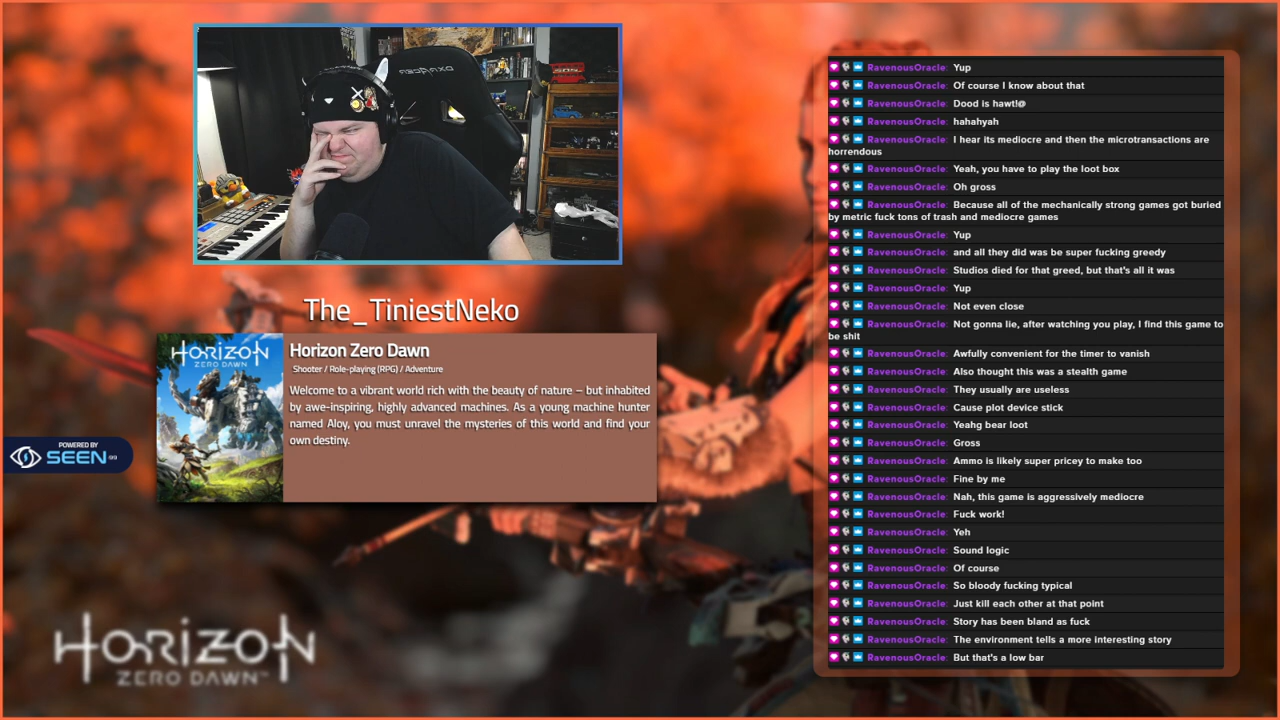 The_TiniestNeko
HORIZON
ZERO DAWN
Horizon Zero Dawn
Shooter / Role-playing (RPG) / Adventure
Welcome to a vibrant world rich with the beauty of nature – but inhabited
by awe-inspiring, highly advanced machines. As a young machine hunter
named Aloy, you must unravel the mysteries of this world and find your
own destiny.
POWERED BY
SEEN
HORIZON
ZERO DAWN™
RavenousOracle: Yup
RavenousOracle: Of course I know about that
RavenousOracle: Dood is hawt!@
RavenousOracle: hahahyah
RavenousOracle: I hear its mediocre and then the microtransactions are
horrendous
RavenousOracle: Yeah, you have to play the loot box
RavenousOracle: Oh gross
RavenousOracle: Because all of the mechanically strong games got buried
by metric fuck tons of trash and mediocre games
RavenousOracle: Yup
RavenousOracle: and all they did was be super fucking greedy
RavenousOracle: Studios died for that greed, but that's all it was
RavenousOracle: Yup
RavenousOracle: Not even close
RavenousOracle: Not gonna lie, after watching you play, I find this game to
be shit
RavenousOracle: Awfully convenient for the timer to vanish
RavenousOracle: Also thought this was a stealth game
RavenousOracle: They usually are useless
RavenousOracle: Cause plot device stick
RavenousOracle: Yeahg bear loot
RavenousOracle: Gross
RavenousOracle: Ammo is likely super pricey to make too
RavenousOracle: Fine by me
RavenousOracle: Nah, this game is aggressively mediocre
RavenousOracle: Fuck work!
RavenousOracle: Yeh
RavenousOracle: Sound logic
RavenousOracle: Of course
RavenousOracle: So bloody fucking typical
RavenousOracle: Just kill each other at that point
RavenousOracle: Story has been bland as fuck
RavenousOracle: The environment tells a more interesting story
RavenousOracle: But that's a low bar